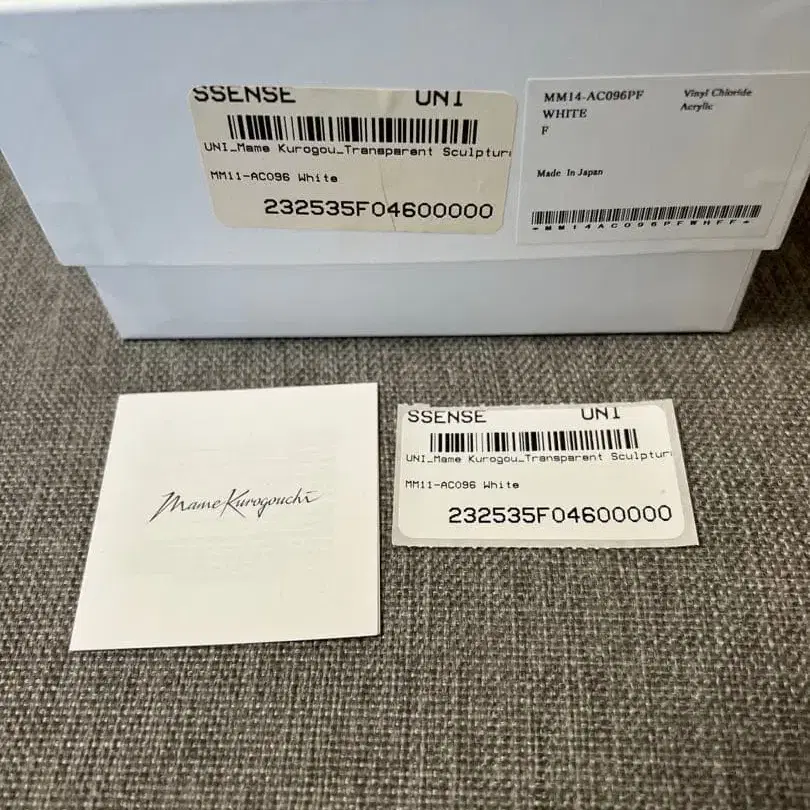 SSENSE UNI
UNI_Mame Kurogou_Transparent Sculptur
MM11-AC096 White
232535F04600000
MM14-AC096PF Vinyl Chloride
WHITE Acrylic
F
Made In Japan
*MM14AC096PFWHFF*
Mame Kurogouchi
SSENSE UNI
UNI_Mame Kurogou_Transparent Sculptur
MM11-AC096 White
232535F04600000